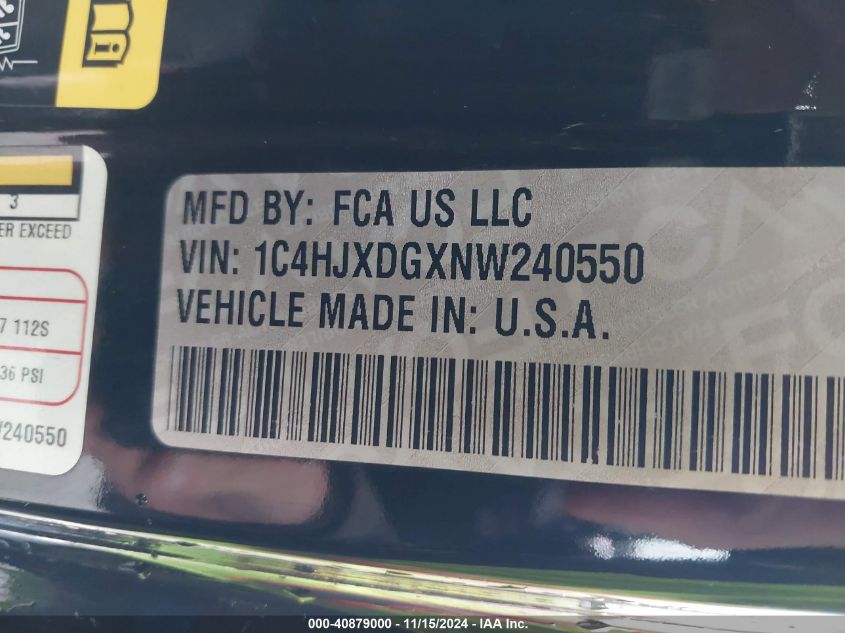 3
ER EXCEED
7 112S
36 PSI
W240550
MFD BY: FCA US LLC
VIN: 1C4HJXDGXNW240550
VEHICLE MADE IN: U.S.A.
000-40879000 - 11/15/2024 - IAA Inc.